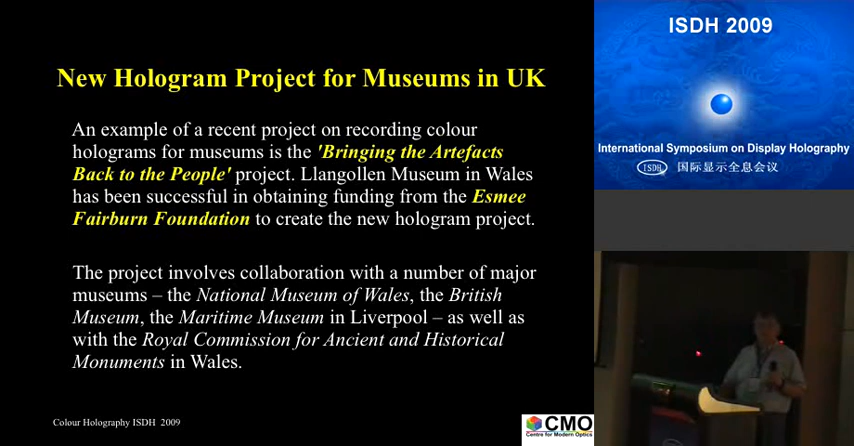 New Hologram Project for Museums in UK
An example of a recent project on recording colour
holograms for museums is the 'Bringing the Artefacts
Back to the People' project. Llangollen Museum in Wales
has been successful in obtaining funding from the Esmee
Fairburn Foundation to create the new hologram project.
The project involves collaboration with a number of major
museums – the National Museum of Wales, the British
Museum, the Maritime Museum in Liverpool – as well as
with the Royal Commission for Ancient and Historical
Monuments in Wales.
Colour Holography ISDH 2009
CMO
Centre for Modern Optics
ISDH 2009
International Symposium on Display Holography
ISDH 国际显示全息会议